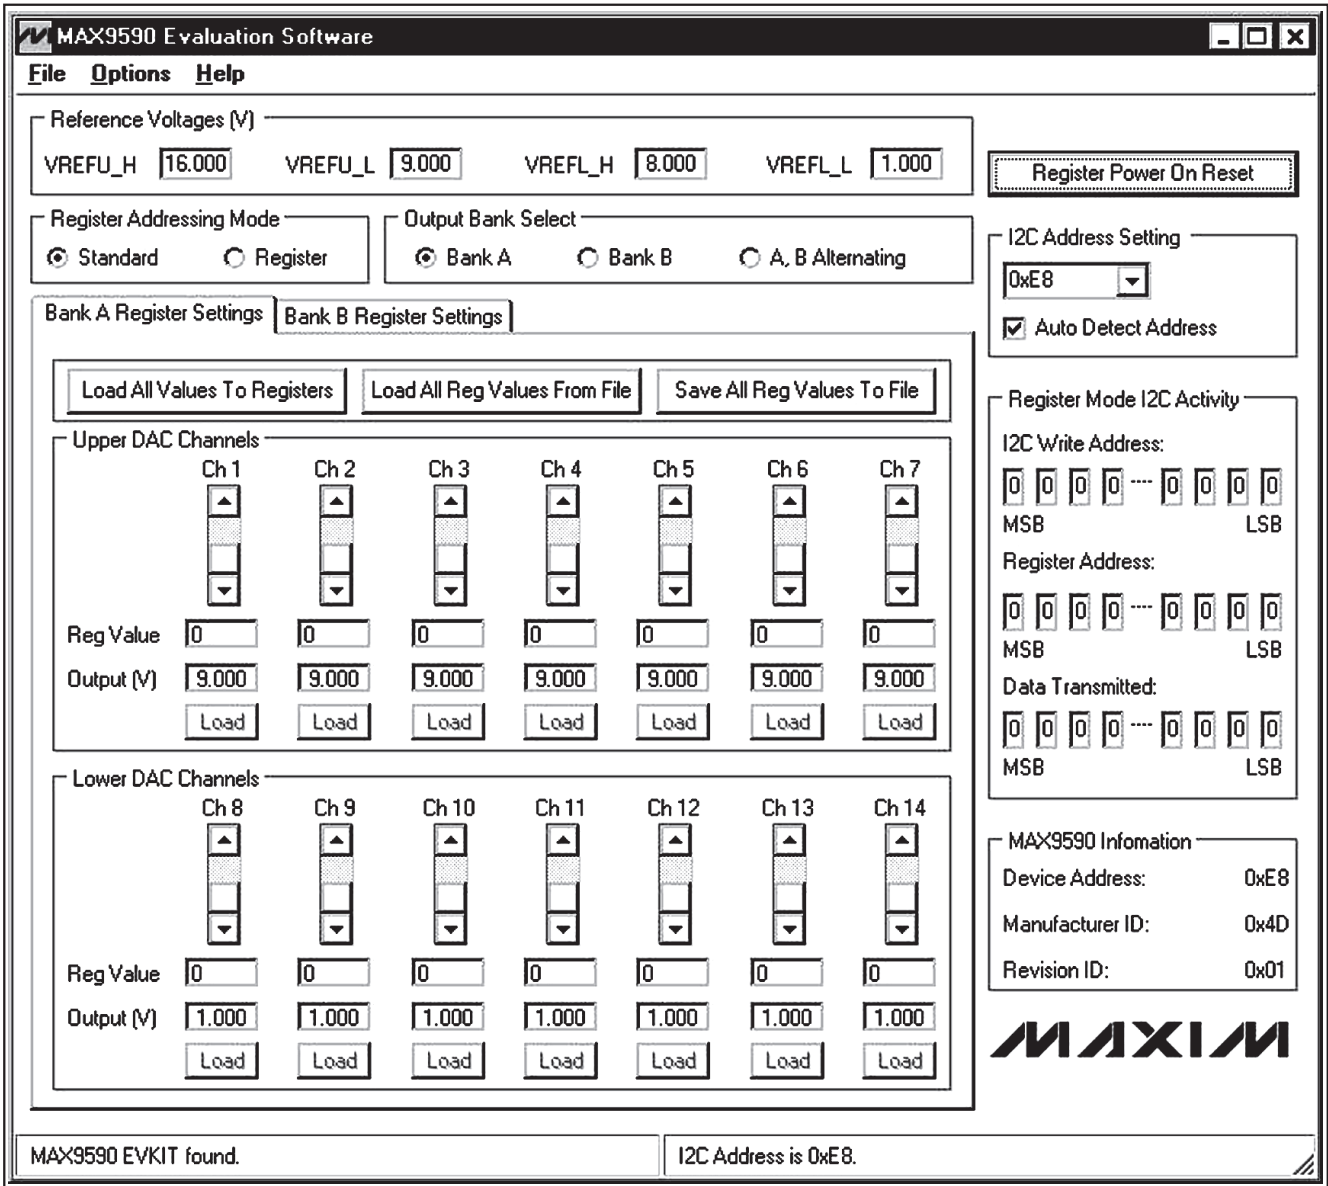 MAX9590 Evaluation Software
File Options Help
Reference Voltages (V)
VREFU_H 16.000 VREFU_L 9.000 VREFL_H 8.000 VREFL_L 1.000
Register Power On Reset
Register Addressing Mode
Standard Register
Output Bank Select
Bank A Bank B A, B Alternating
I2C Address Setting
0xE8
Auto Detect Address
Bank A Register Settings Bank B Register Settings
Load All Values To Registers Load All Reg Values From File Save All Reg Values To File
Upper DAC Channels
Ch 1 Ch 2 Ch 3 Ch 4 Ch 5 Ch 6 Ch 7
Reg Value 0 0 0 0 0 0 0
Output (V) 9.000 9.000 9.000 9.000 9.000 9.000 9.000
Load Load Load Load Load Load Load
Lower DAC Channels
Ch 8 Ch 9 Ch 10 Ch 11 Ch 12 Ch 13 Ch 14
Reg Value 0 0 0 0 0 0 0
Output (V) 1.000 1.000 1.000 1.000 1.000 1.000 1.000
Load Load Load Load Load Load Load
Register Mode I2C Activity
I2C Write Address:
0 0 0 0 ---- 0 0 0 0
MSB LSB
Register Address:
0 0 0 0 ---- 0 0 0 0
MSB LSB
Data Transmitted:
0 0 0 0 ---- 0 0 0 0
MSB LSB
MAX9590 Infomation
Device Address: 0xE8
Manufacturer ID: 0x4D
Revision ID: 0x01
MAXIM
MAX9590 EVKIT found.
I2C Address is 0xE8.